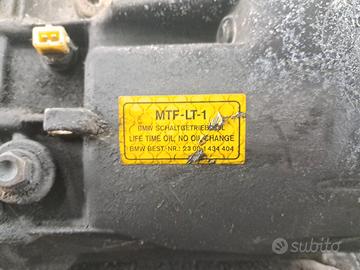 MTF-LT-1
BMW SCHALTGETRIEBEÖL
LIFE TIME OIL, NO OIL CHANGE
BMW BEST.-NR.: 23 00 1 434 404
subito